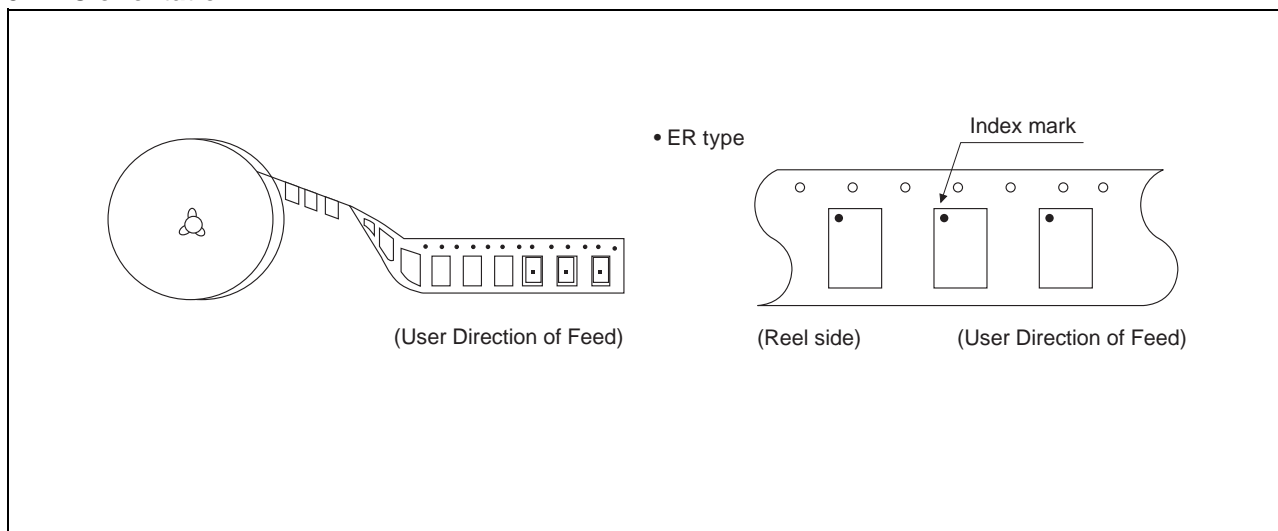 • ER type
Index mark
(User Direction of Feed)
(Reel side)
(User Direction of Feed)